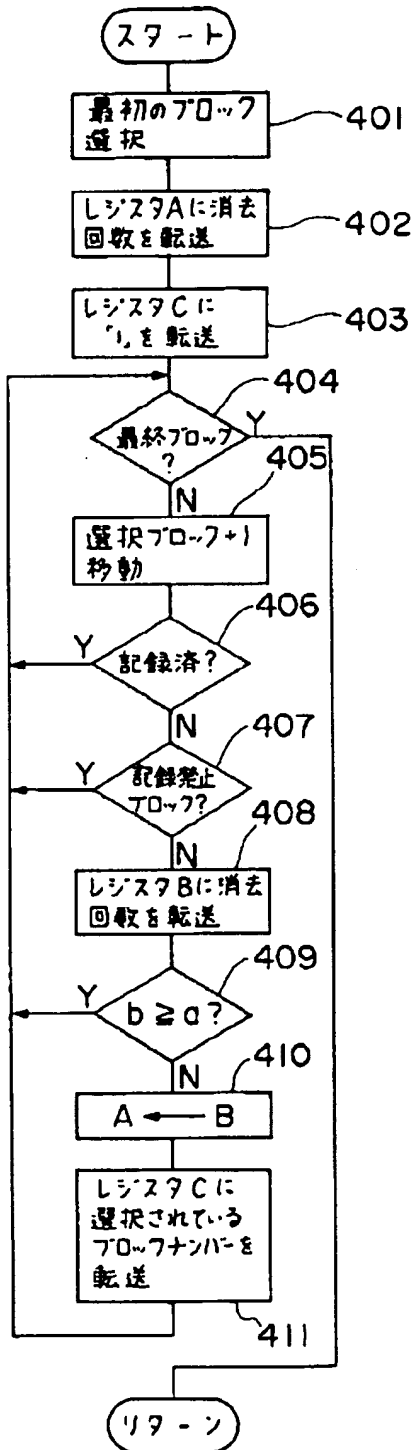 スタート
最初のブロック
選択
401
レジスタAに消去
回数を転送
402
レジスタCに
「1」を転送
403
404
最終ブロック
?
Y
N
405
選択ブロック+1
移動
406
記録済?
Y
N
407
記録発止
ブロック?
Y
N
408
レジスタBに消去
回数を転送
409
b≧a?
Y
N
410
A ← B
レジスタCに
選択されている
ブロックナンバーを
転送
411
リターン